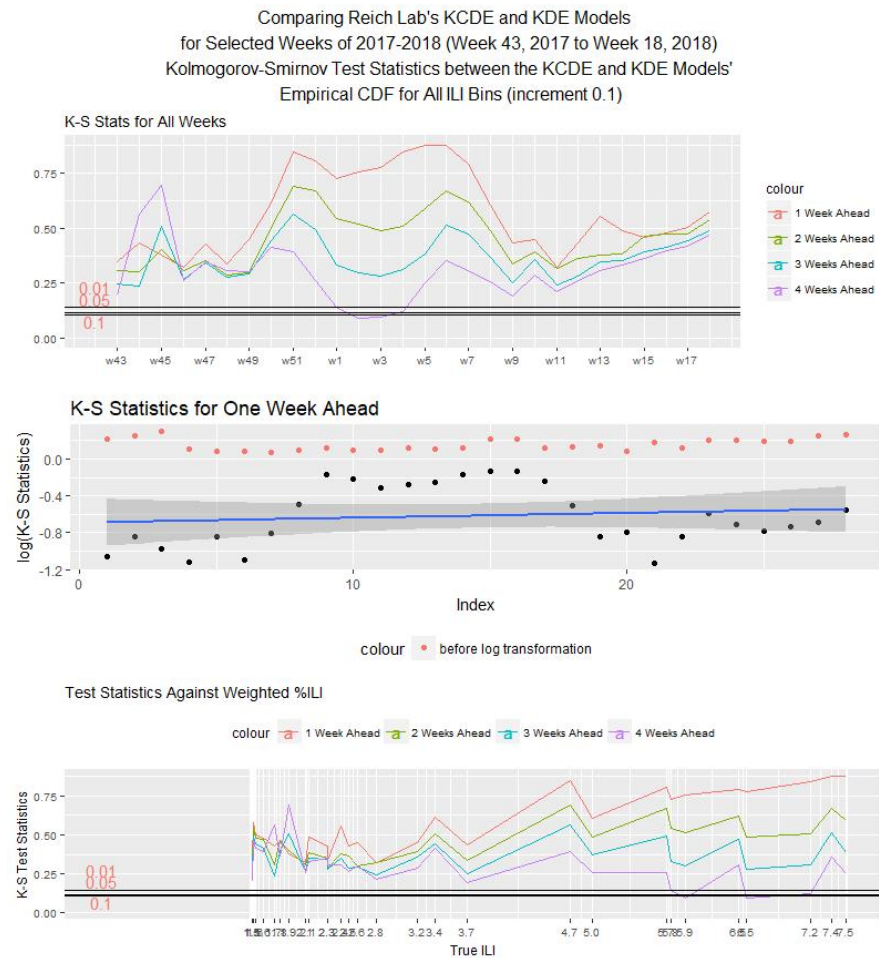 Comparing Reich Lab's KCDE and KDE Models
for Selected Weeks of 2017-2018 (Week 43, 2017 to Week 18, 2018)
Kolmogorov-Smirnov Test Statistics between the KCDE and KDE Models'
Empirical CDF for All ILI Bins (increment 0.1)
K-S Stats for All Weeks
0.75
0.50
0.25
0.00
0.01
0.05
0.1
w43 w45 w47 w49 w51 w1 w3 w5 w7 w9 w11 w13 w15 w17
colour
a 1 Week Ahead
a 2 Weeks Ahead
a 3 Weeks Ahead
a 4 Weeks Ahead
K-S Statistics for One Week Ahead
log(K-S Statistics)
0.0
-0.4
-0.8
-1.2
0 10 20
Index
colour before log transformation
Test Statistics Against Weighted %ILI
colour a 1 Week Ahead a 2 Weeks Ahead a 3 Weeks Ahead a 4 Weeks Ahead
K-S Test Statistics
0.75
0.50
0.25
0.00
0.01
0.05
0.1
2.8 3.2 3.4 3.7 4.7 5.0 5.9 7.2 7.4 7.5
True ILI